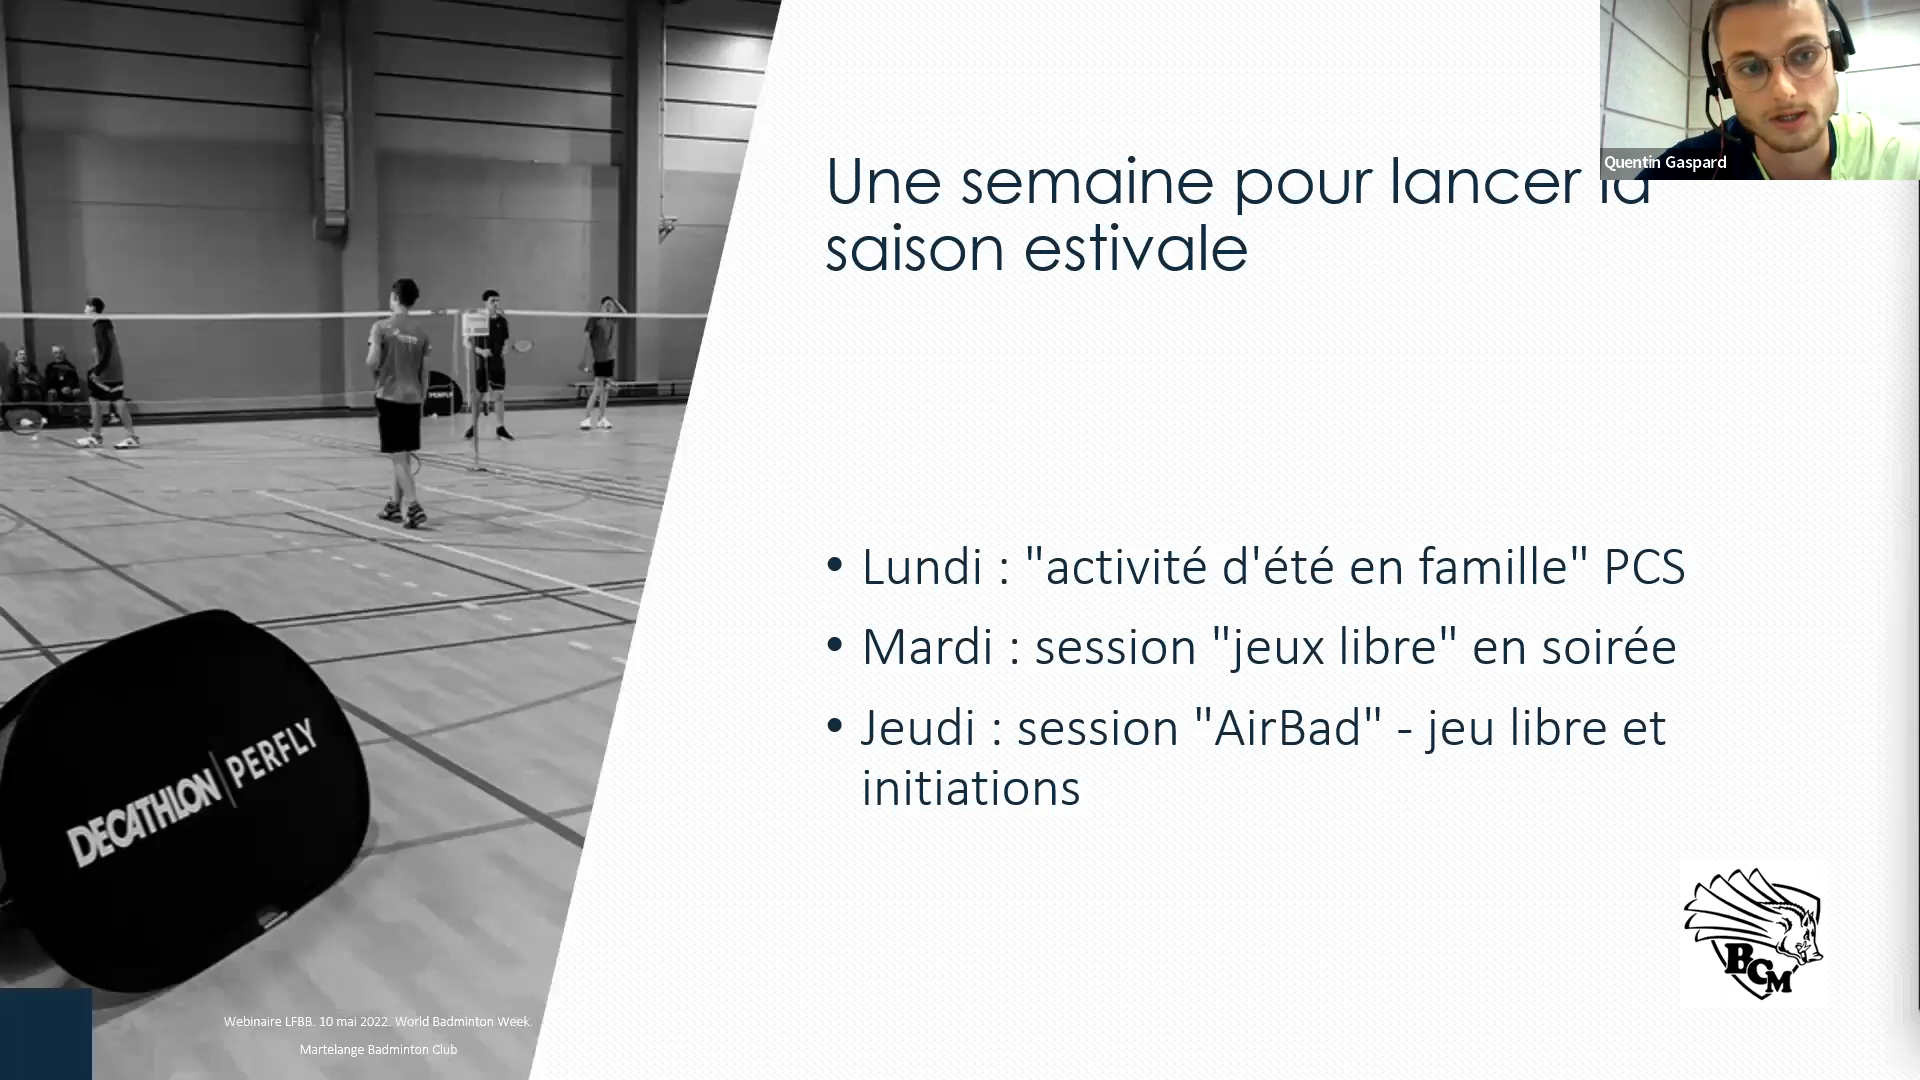 Quentin Gaspard
Une semaine pour lancer la
saison estivale
• Lundi : "activité d'été en famille" PCS
• Mardi : session "jeux libre" en soirée
• Jeudi : session "AirBad" - jeu libre et
initiations
PERFLY
DECATHLON | PERFLY
BCM
Webinaire LFBB. 10 mai 2022. World Badminton Week.
Martelange Badminton Club